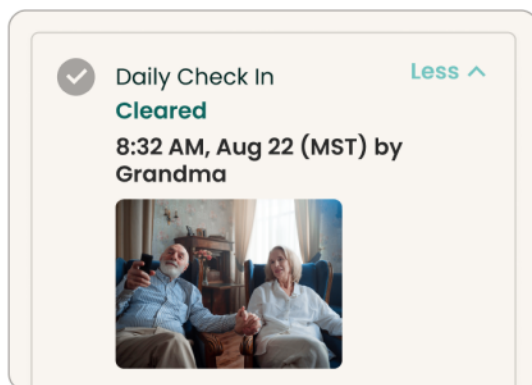 Daily Check In
Less
Cleared
8:32 AM, Aug 22 (MST) by
Grandma